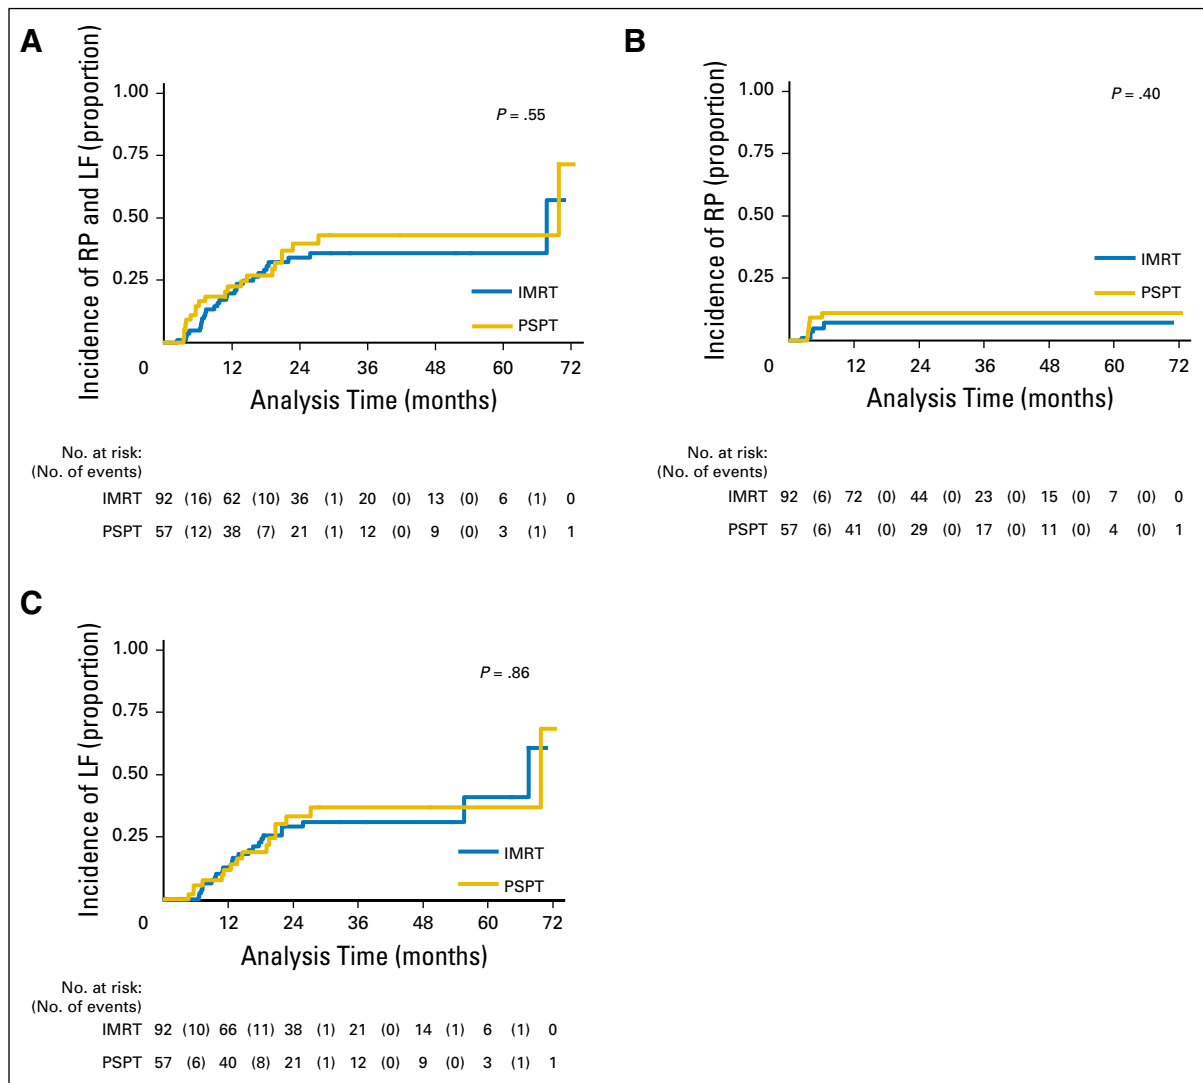 A
Incidence of RP and LF (proportion)
1.00
0.75
0.50
0.25
P = .55
IMRT
PSPT
0 12 24 36 48 60 72
Analysis Time (months)
No. at risk:
(No. of events)
IMRT 92 (16) 62 (10) 36 (1) 20 (0) 13 (0) 6 (1) 0
PSPT 57 (12) 38 (7) 21 (1) 12 (0) 9 (0) 3 (1) 1
B
Incidence of RP (proportion)
1.00
0.75
0.50
0.25
P = .40
IMRT
PSPT
0 12 24 36 48 60 72
Analysis Time (months)
No. at risk:
(No. of events)
IMRT 92 (6) 72 (0) 44 (0) 23 (0) 15 (0) 7 (0) 0
PSPT 57 (6) 41 (0) 29 (0) 17 (0) 11 (0) 4 (0) 1
C
Incidence of LF (proportion)
1.00
0.75
0.50
0.25
P = .86
IMRT
PSPT
0 12 24 36 48 60 72
Analysis Time (months)
No. at risk:
(No. of events)
IMRT 92 (10) 66 (11) 38 (1) 21 (0) 14 (1) 6 (1) 0
PSPT 57 (6) 40 (8) 21 (1) 12 (0) 9 (0) 3 (1) 1